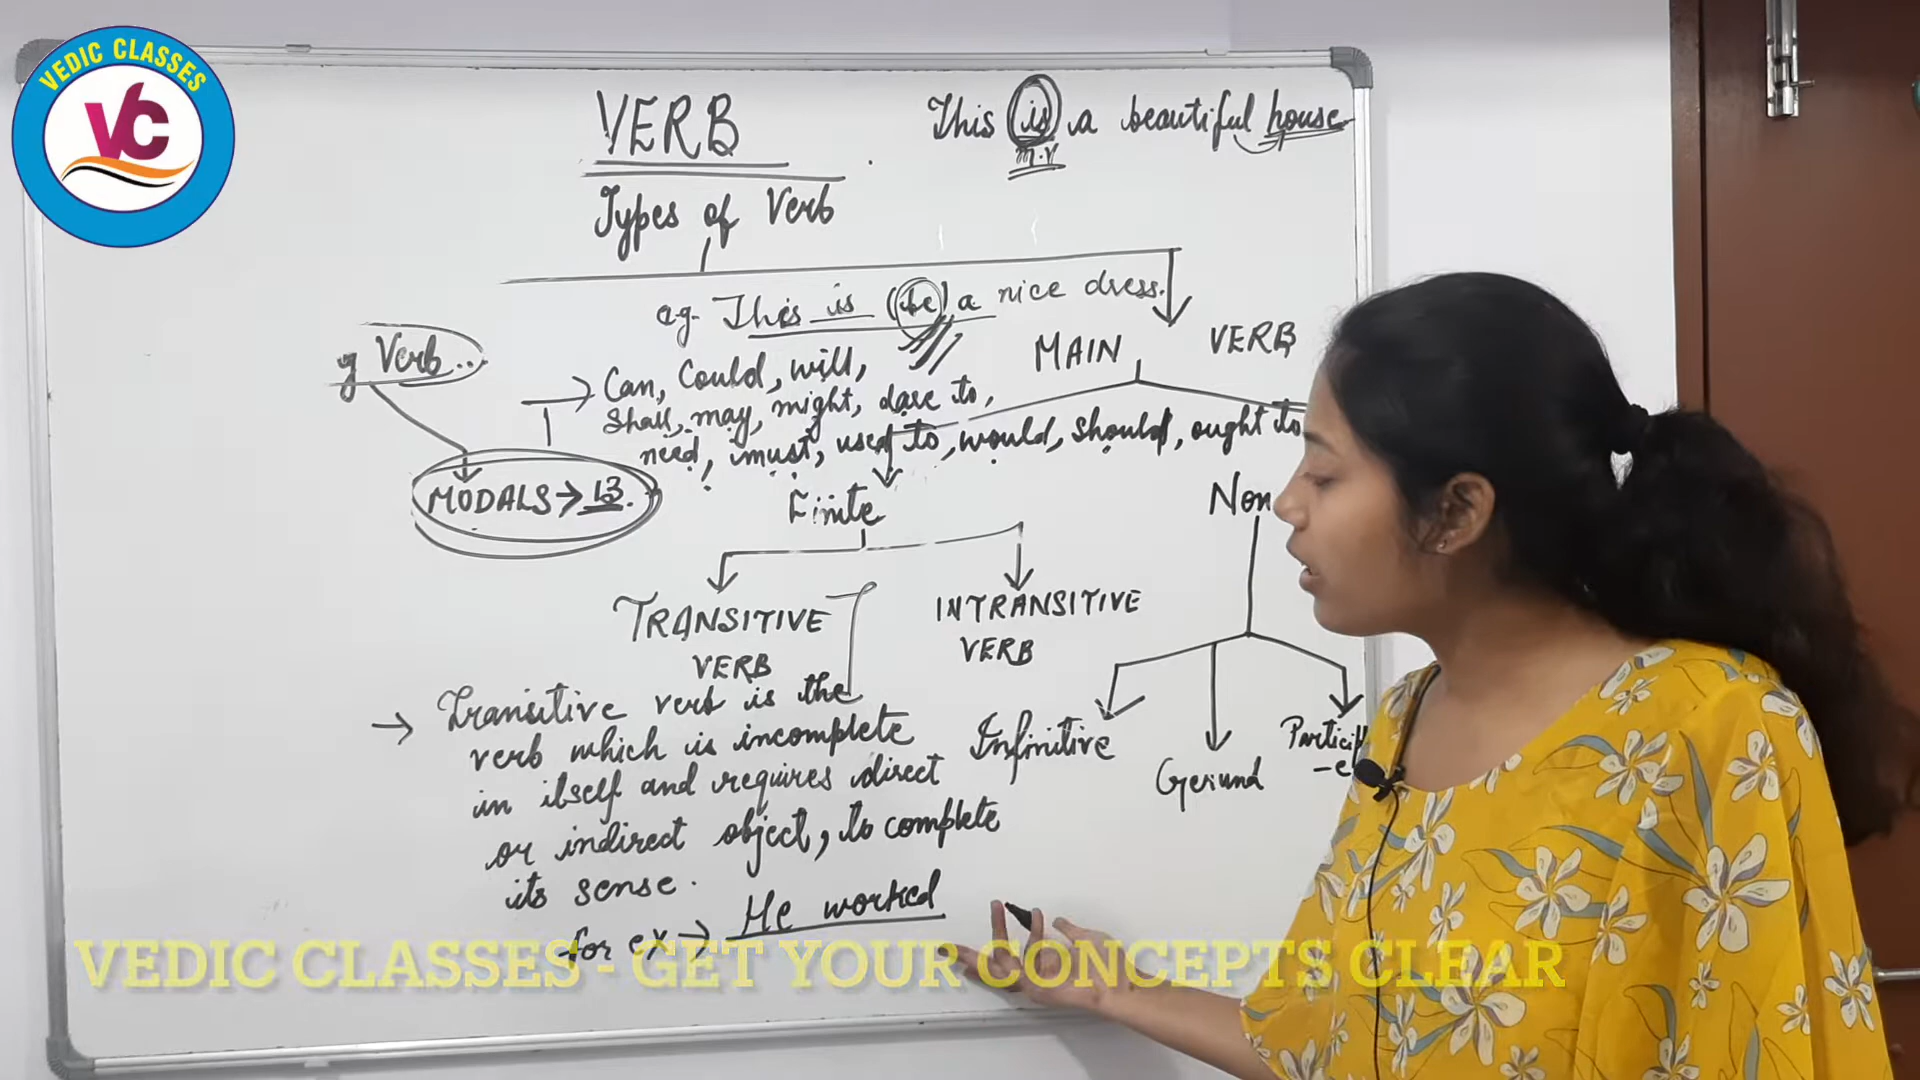 VEDIC CLASSES
VC
VERB
This is a beautiful house
m.v
Types of Verb
e.g. This is (be) a nice dress.
y Verb..
MAIN VERB
→ Can, Could, will,
Shall, may, might, dare to,
need, must, used to, would, should, ought to
MODALS → 13.
Finite
Non
TRANSITIVE
VERB
INTRANSITIVE
VERB
Infinitive
Gerund
Particip
-
→ Transitive verb is the
verb which is incomplete
in itself and requires direct
or indirect object, to complete
its sense.
for ex → He worked
VEDIC CLASSES - GET YOUR CONCEPTS CLEAR